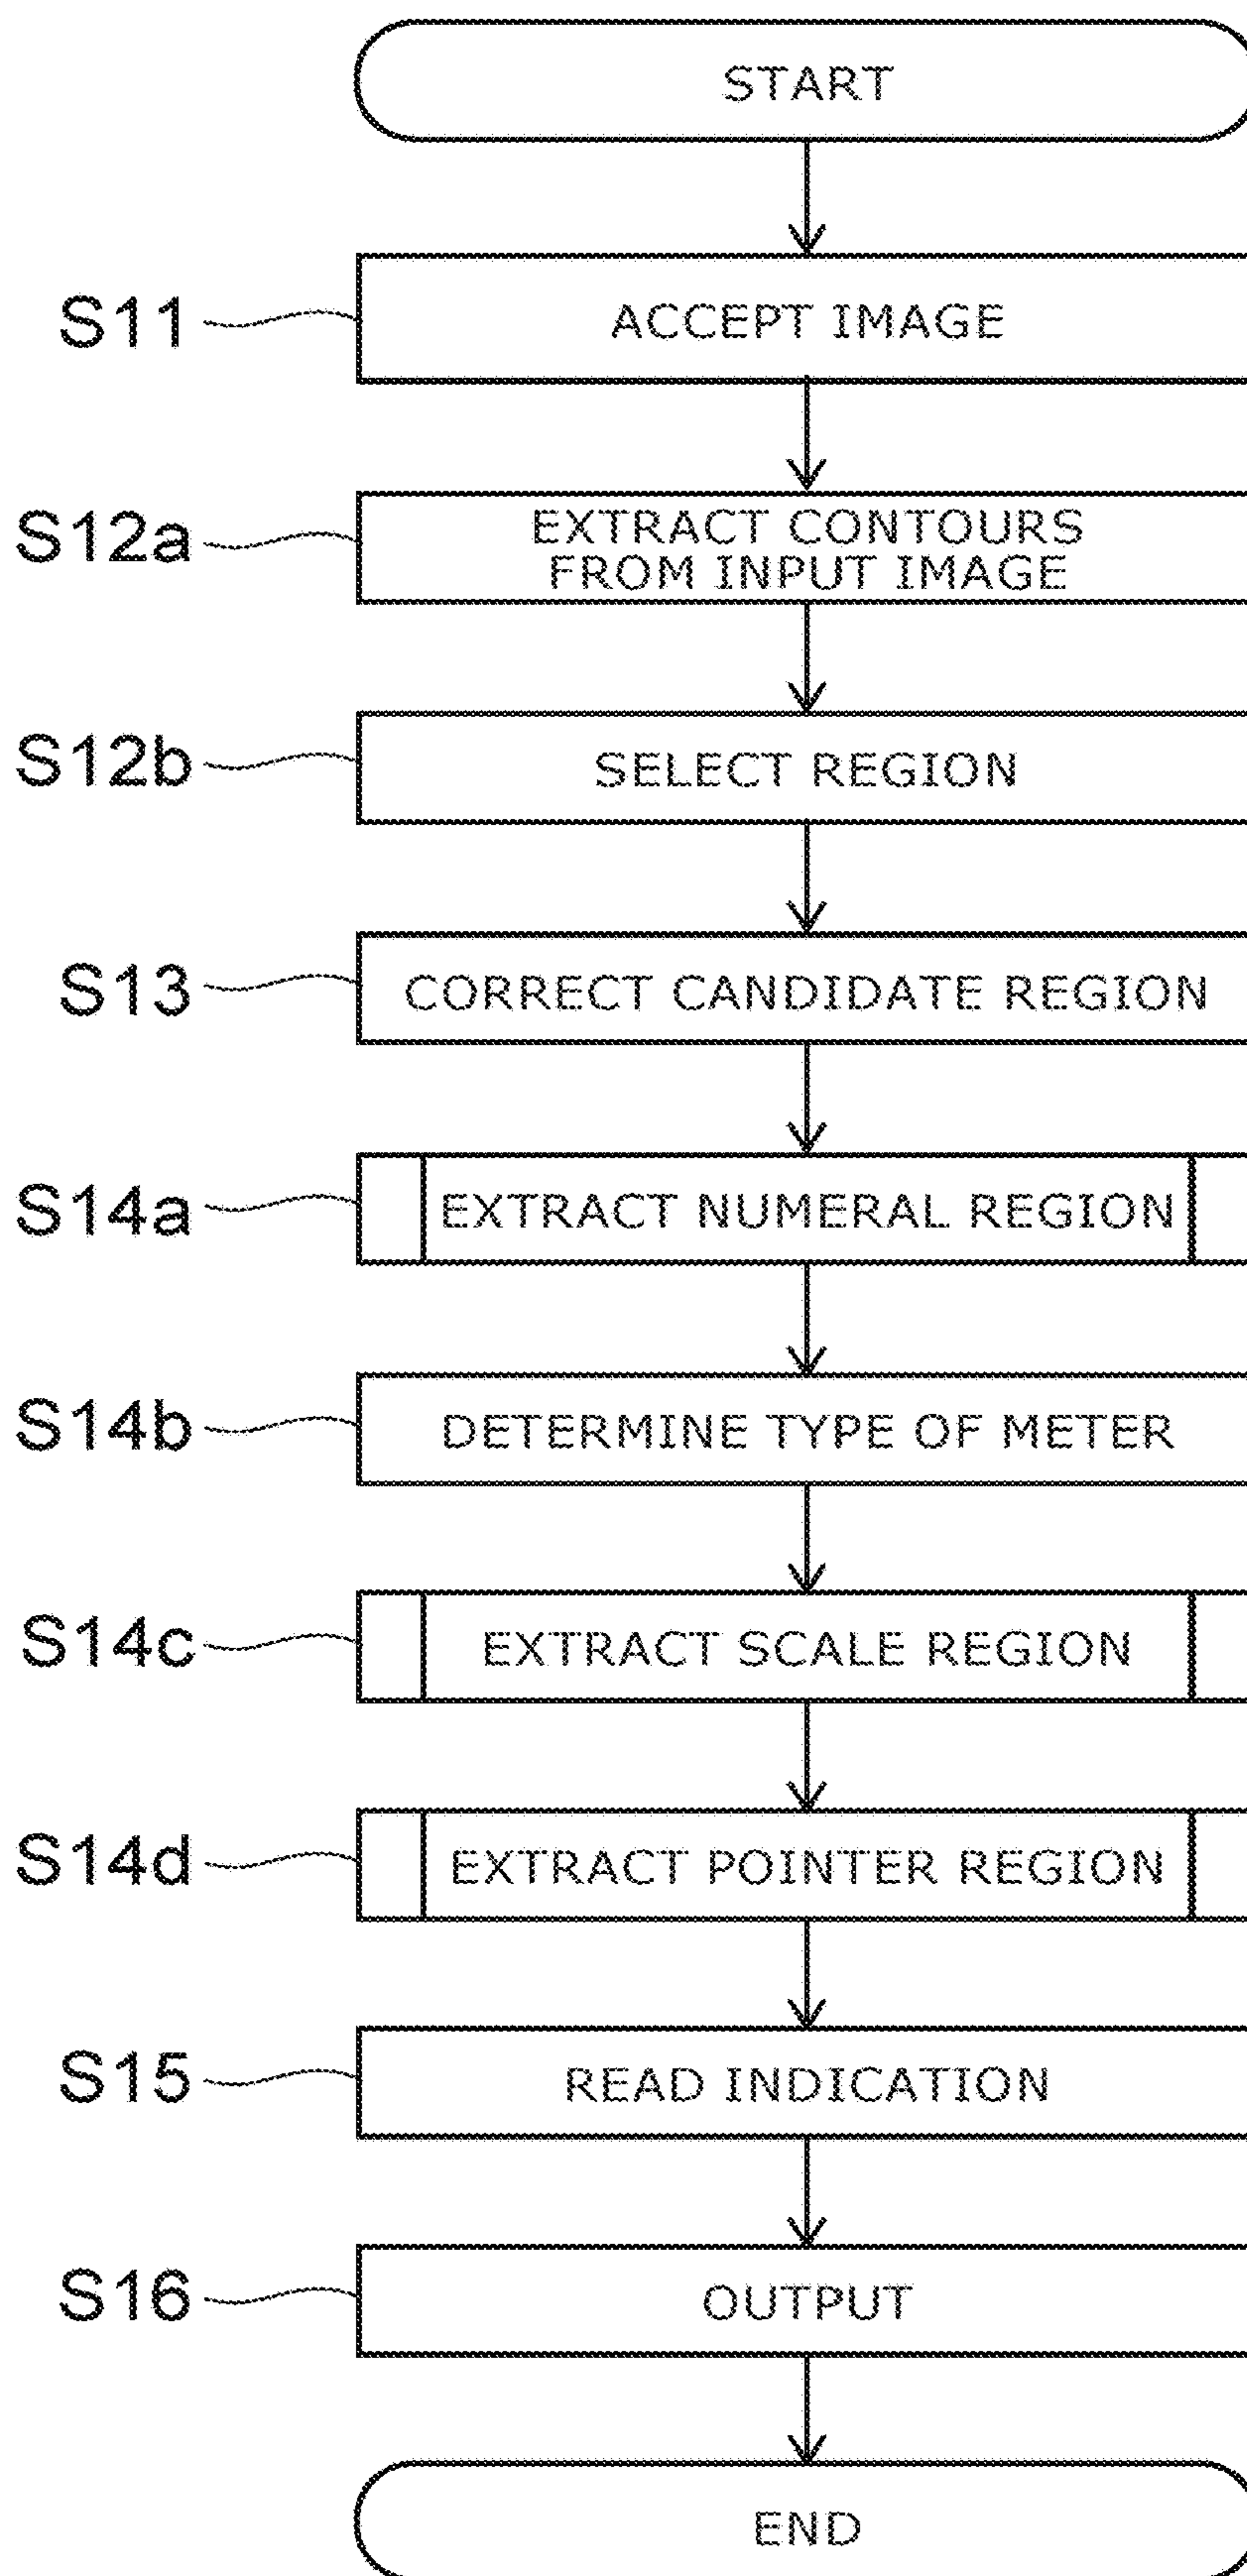 START
S11
ACCEPT IMAGE
S12a
EXTRACT CONTOURS
FROM INPUT IMAGE
S12b
SELECT REGION
S13
CORRECT CANDIDATE REGION
S14a
EXTRACT NUMERAL REGION
S14b
DETERMINE TYPE OF METER
S14c
EXTRACT SCALE REGION
S14d
EXTRACT POINTER REGION
S15
READ INDICATION
S16
OUTPUT
END